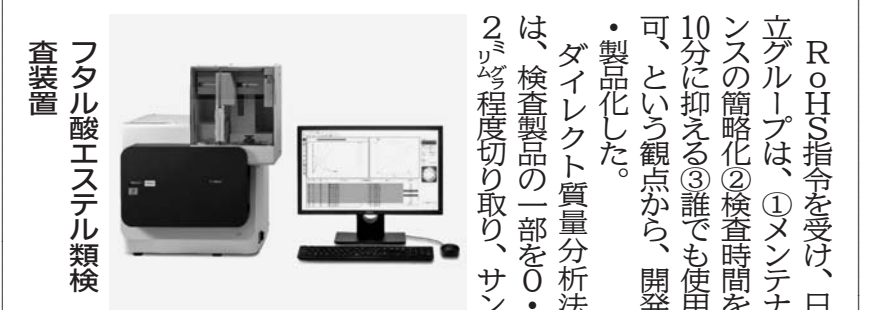 RoHS指令を受け、日
立グループは、①メンテナ
ンスの簡略化②検査時間を
10分に抑える③誰でも使用
可、という観点から、開発
・製品化した。
ダイレクト質量分析法
は、検査製品の一部を0・
2ミリグラム程度切り取り、サン
フタル酸エステル類検
査装置